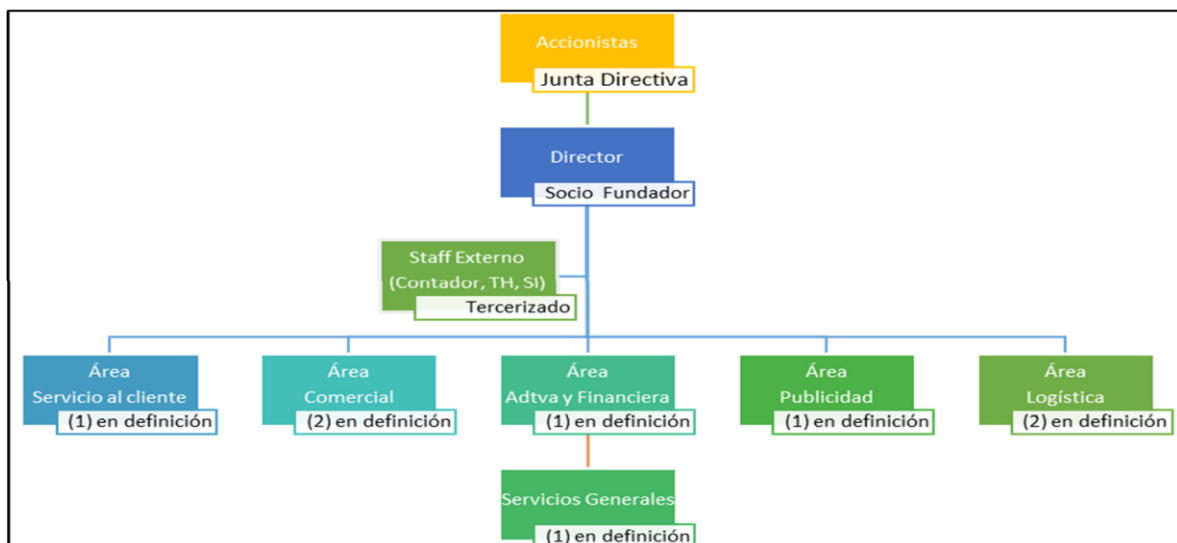 Accionistas
Junta Directiva
Director
Socio Fundador
Staff Externo
(Contador, TH, SI)
Tercerizado
Área
Servicio al cliente
(1) en definición
Área
Comercial
(2) en definición
Área
Adtva y Financiera
(1) en definición
Área
Publicidad
(1) en definición
Área
Logística
(2) en definición
Servicios Generales
(1) en definición